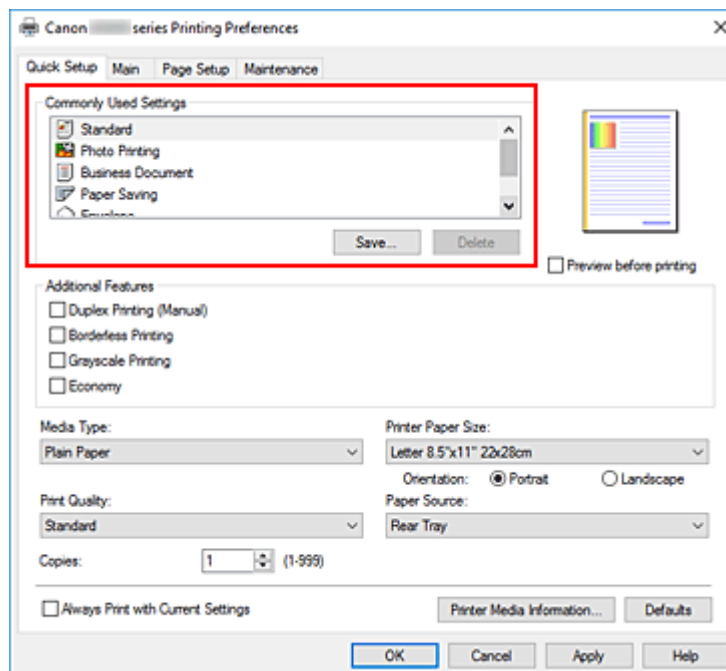 Canon series Printing Preferences
Quick Setup Main Page Setup Maintenance
Commonly Used Settings
Standard
Photo Printing
Business Document
Paper Saving
Envelope
Save... Delete
Preview before printing
Additional Features
Duplex Printing (Manual)
Borderless Printing
Grayscale Printing
Economy
Media Type: Printer Paper Size:
Plain Paper Letter 8.5"x11" 22x28cm
Orientation: Portrait Landscape
Print Quality: Paper Source:
Standard Rear Tray
Copies: 1 (1-999)
Always Print with Current Settings Printer Media Information... Defaults
OK Cancel Apply Help